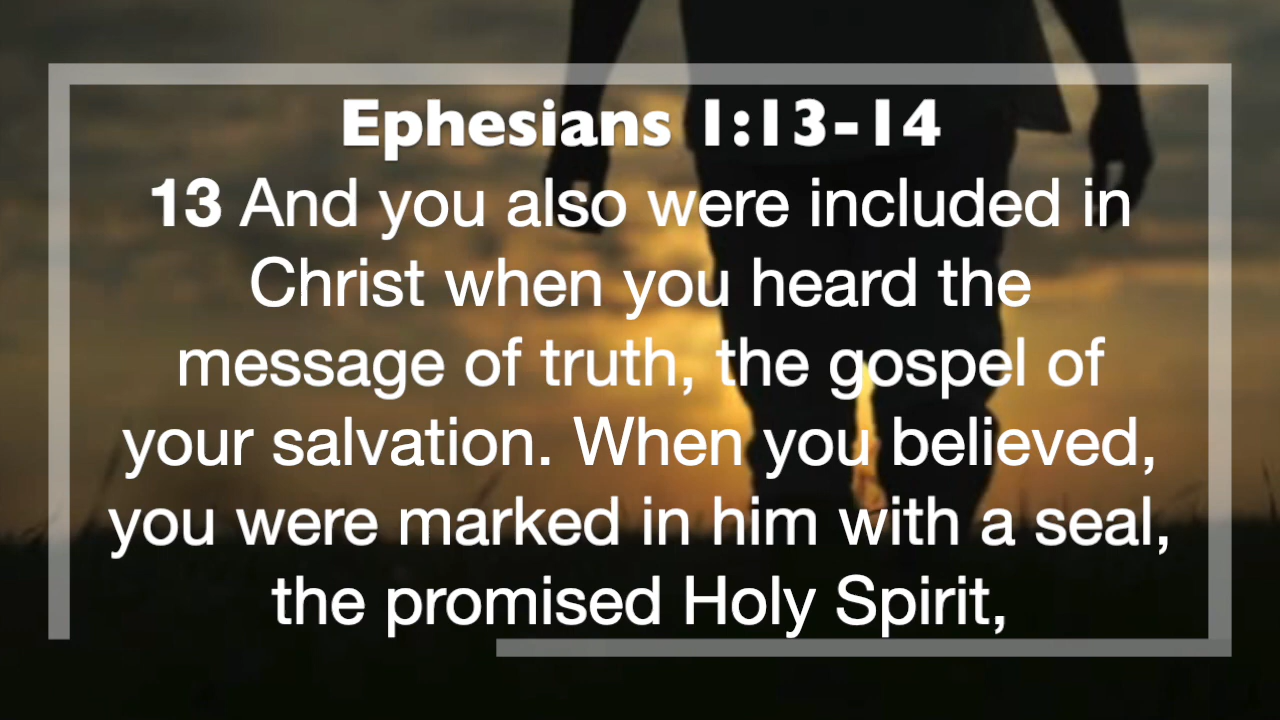 Ephesians 1:13-14
13 And you also were included in
Christ when you heard the
message of truth, the gospel of
your salvation. When you believed,
you were marked in him with a seal,
the promised Holy Spirit,